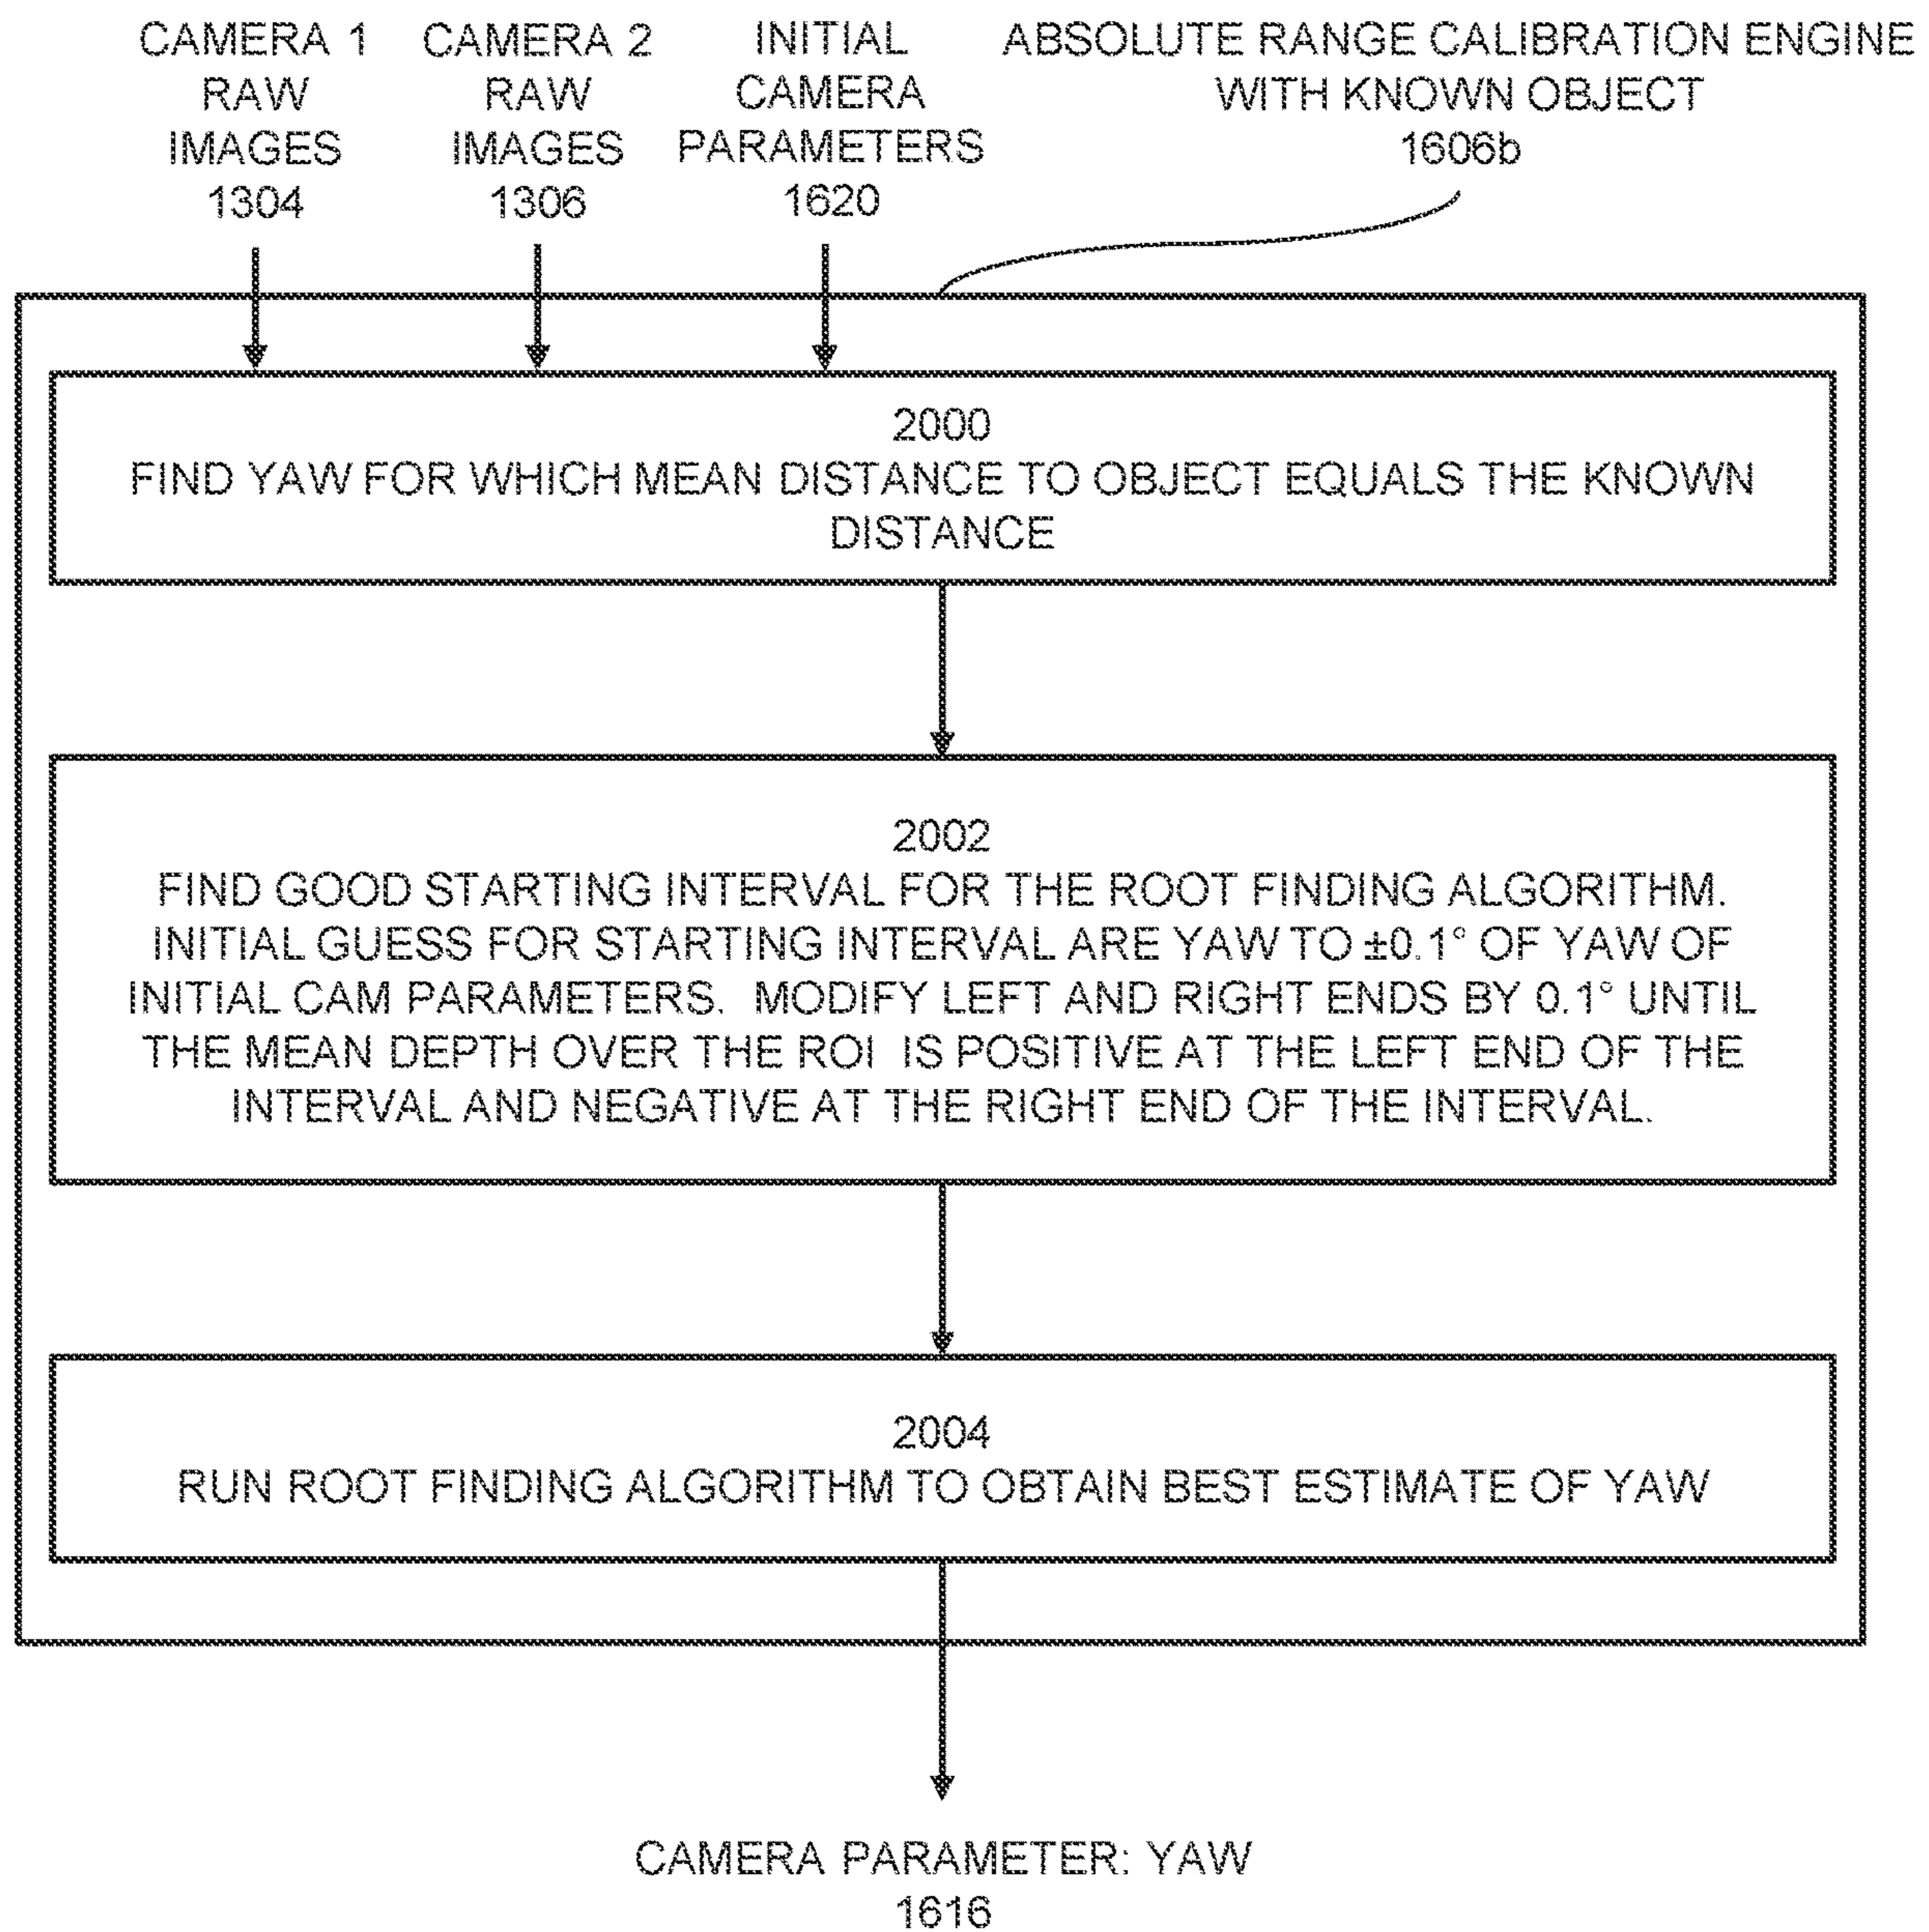 CAMERA 1
RAW
IMAGES
1304
CAMERA 2
RAW
IMAGES
1306
INITIAL
CAMERA
PARAMETERS
1620
ABSOLUTE RANGE CALIBRATION ENGINE
WITH KNOWN OBJECT
1606b
2000
FIND YAW FOR WHICH MEAN DISTANCE TO OBJECT EQUALS THE KNOWN
DISTANCE
2002
FIND GOOD STARTING INTERVAL FOR THE ROOT FINDING ALGORITHM.
INITIAL GUESS FOR STARTING INTERVAL ARE YAW TO ±0.1° OF YAW OF
INITIAL CAM PARAMETERS. MODIFY LEFT AND RIGHT ENDS BY 0.1° UNTIL
THE MEAN DEPTH OVER THE ROI IS POSITIVE AT THE LEFT END OF THE
INTERVAL AND NEGATIVE AT THE RIGHT END OF THE INTERVAL.
2004
RUN ROOT FINDING ALGORITHM TO OBTAIN BEST ESTIMATE OF YAW
CAMERA PARAMETER: YAW
1616